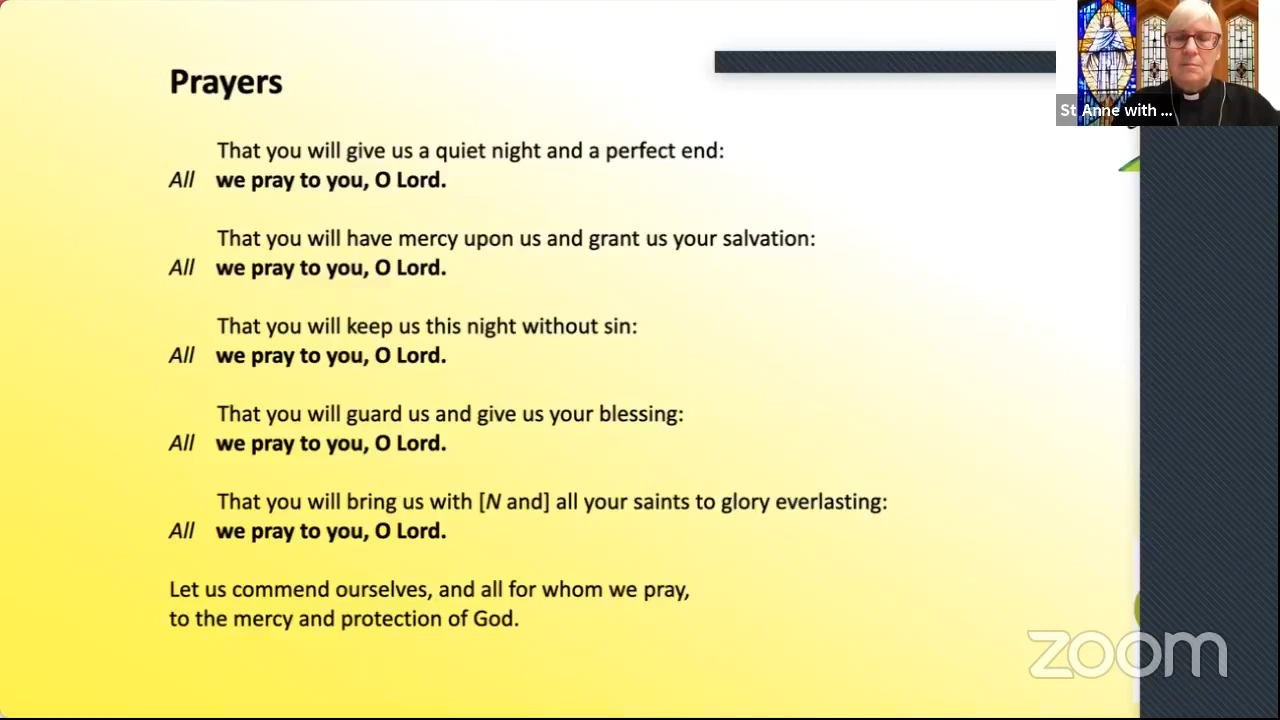 Prayers
That you will give us a quiet night and a perfect end:
All we pray to you, O Lord.
That you will have mercy upon us and grant us your salvation:
All we pray to you, O Lord.
That you will keep us this night without sin:
All we pray to you, O Lord.
That you will guard us and give us your blessing:
All we pray to you, O Lord.
That you will bring us with [N and] all your saints to glory everlasting:
All we pray to you, O Lord.
Let us commend ourselves, and all for whom we pray,
to the mercy and protection of God.
St Anne with ...
zoom